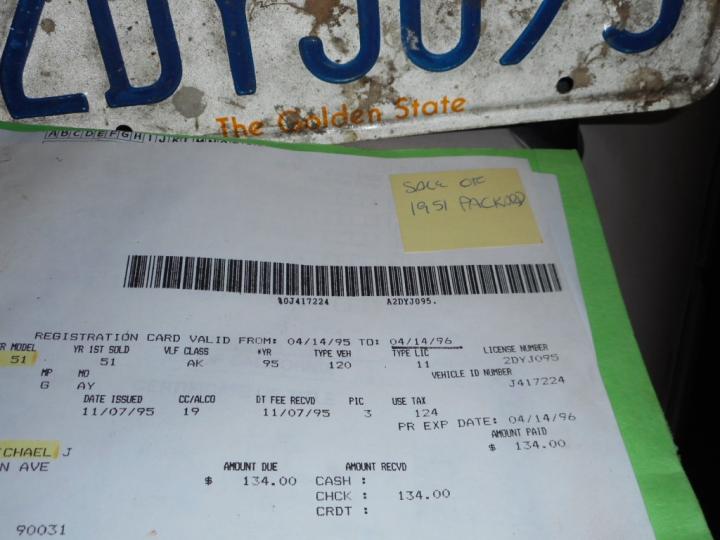 2DYJ095
The Golden State
A B C D E F G H I J K L M N O
SALE OF
1951 PACKARD
%0J417224 A2DYJ095.
REGISTRATION CARD VALID FROM: 04/14/95 TO: 04/14/96
R MODEL YR 1ST SOLD VLF CLASS *YR TYPE VEH TYPE LIC LICENSE NUMBER
51 51 AK 95 120 11 2DYJ095
MP MO VEHICLE ID NUMBER
G AY J417224
DATE ISSUED CC/ALCO DT FEE RECVD PIC USE TAX
11/07/95 19 11/07/95 3 124
PR EXP DATE: 04/14/96
AMOUNT PAID
$ 134.00
CHAEL J
N AVE
AMOUNT DUE AMOUNT RECVD
$ 134.00 CASH :
CHCK : 134.00
CRDT :
90031